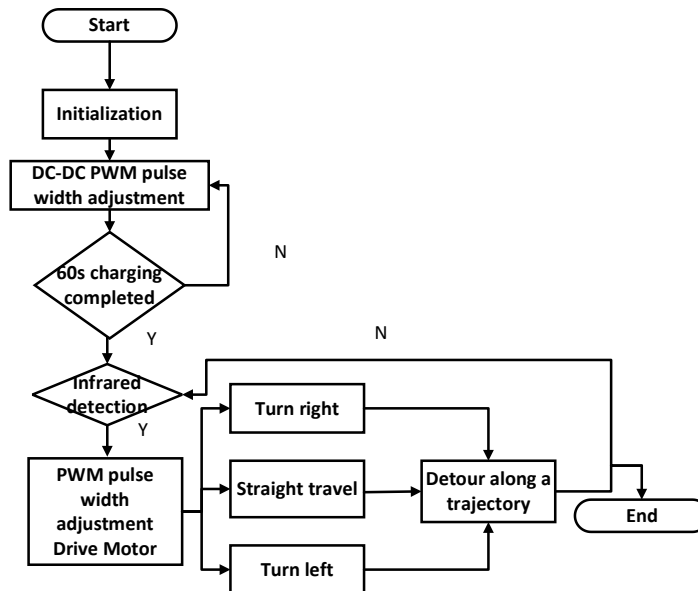 Start
Initialization
DC-DC PWM pulse
width adjustment
N
60s charging
completed
Y
N
Infrared
detection
Y
Turn right
PWM pulse
width
adjustment
Drive Motor
Straight travel
Detour along a
trajectory
End
Turn left